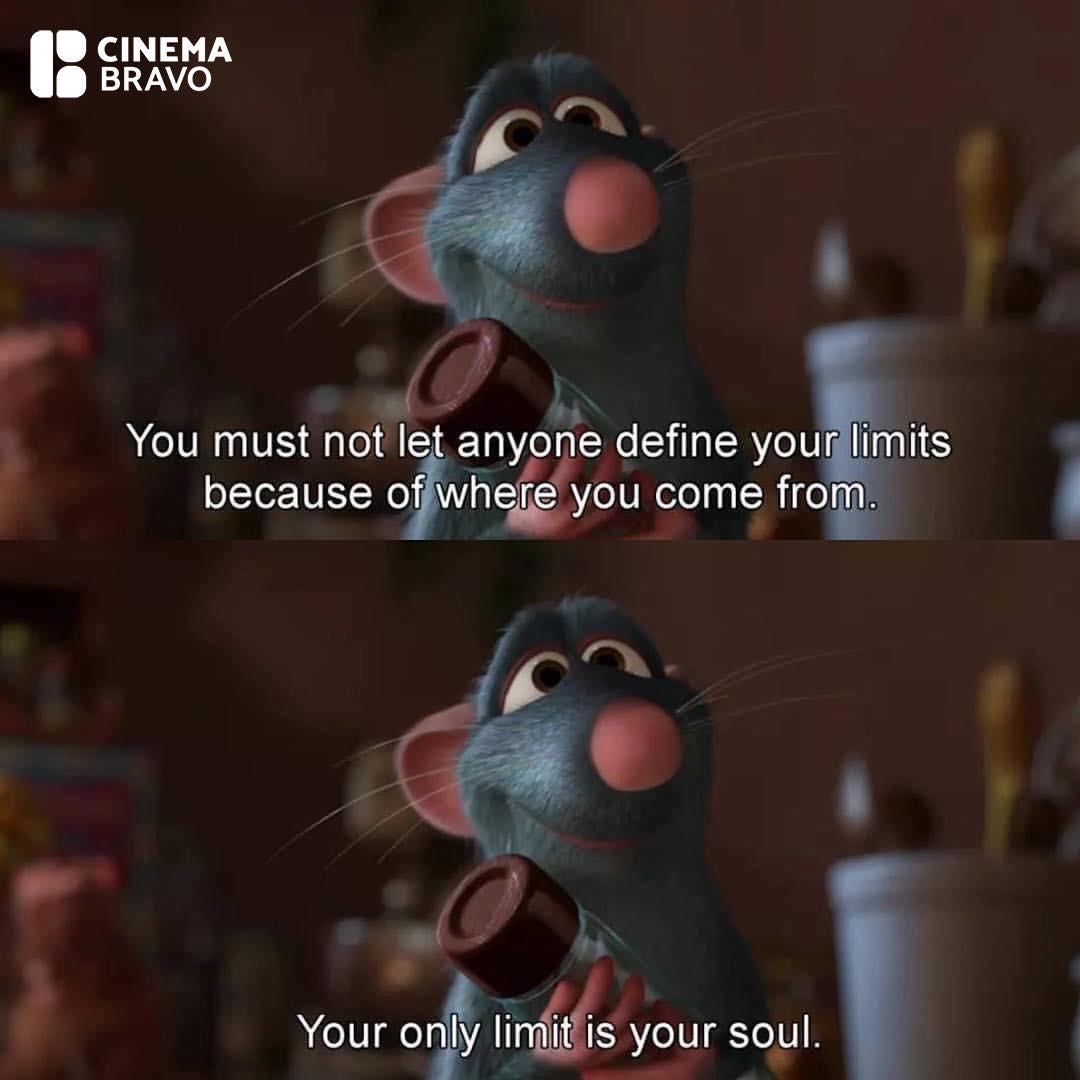 CINEMA
BRAVO
You must not let anyone define your limits
because of where you come from.
Your only limit is your soul.